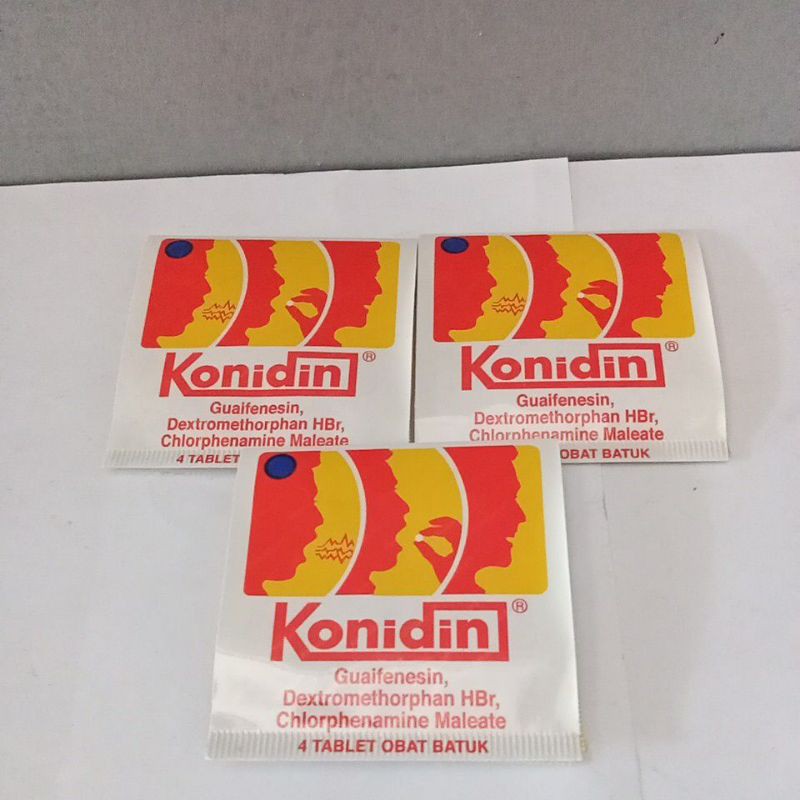 Konidin®
Guaifenesin,
Dextromethorphan HBr,
Chlorphenamine Maleate
4 TABLET
Konidin®
Guaifenesin,
Dextromethorphan HBr,
Chlorphenamine Maleate
OBAT BATUK
Konidin®
Guaifenesin,
Dextromethorphan HBr,
Chlorphenamine Maleate
4 TABLET OBAT BATUK